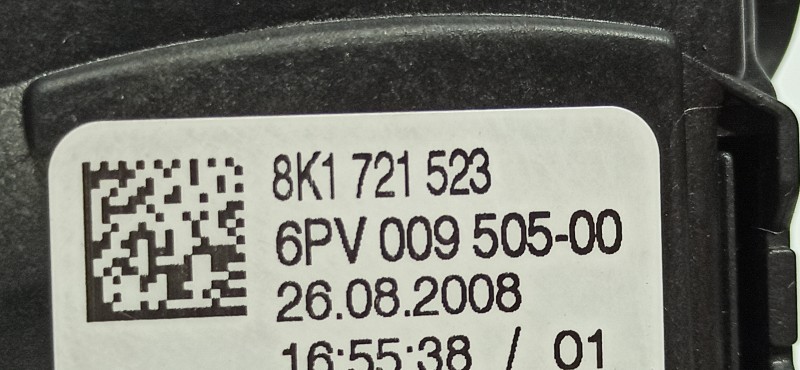 8K1 721 523
6PV 009 505-00
26.08.2008
16:55:38 / 01